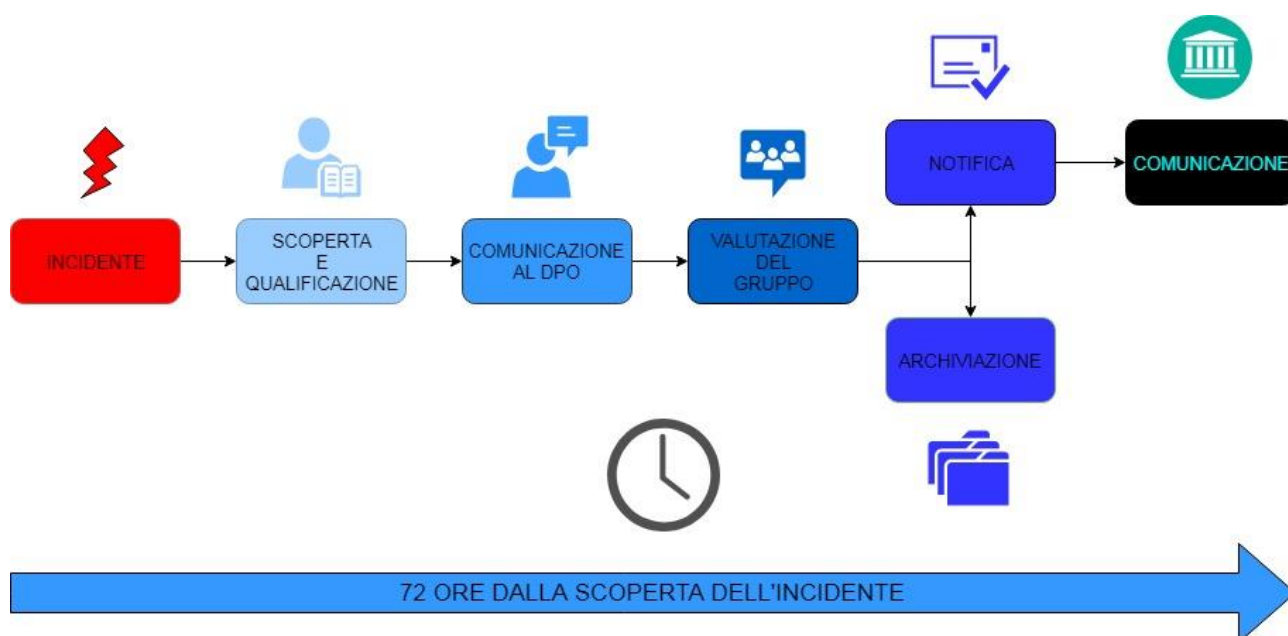 INCIDENTE
SCOPERTA
E
QUALIFICAZIONE
COMUNICAZIONE
AL DPO
VALUTAZIONE
DEL
GRUPPO
NOTIFICA
COMUNICAZIONE
ARCHIVIAZIONE
72 ORE DALLA SCOPERTA DELL'INCIDENTE